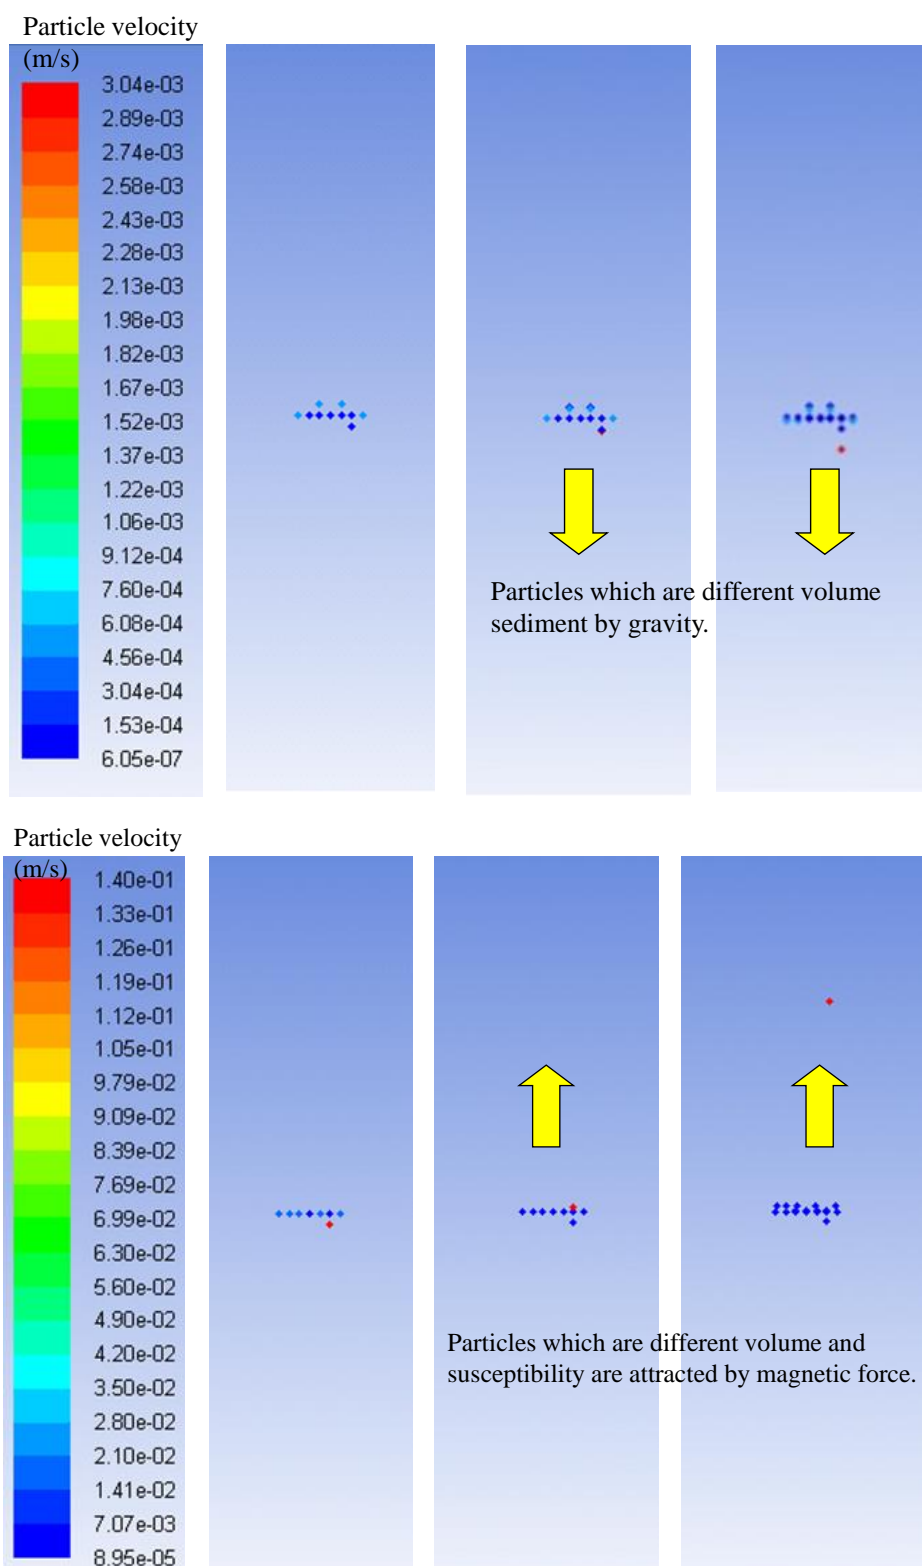 Particle velocity
(m/s)
3.04e-03
2.89e-03
2.74e-03
2.58e-03
2.43e-03
2.28e-03
2.13e-03
1.98e-03
1.82e-03
1.67e-03
1.52e-03
1.37e-03
1.22e-03
1.06e-03
9.12e-04
7.60e-04
6.08e-04
4.56e-04
3.04e-04
1.53e-04
6.05e-07
Particles which are different volume
sediment by gravity.
Particle velocity
(m/s)
1.40e-01
1.33e-01
1.26e-01
1.19e-01
1.12e-01
1.05e-01
9.79e-02
9.09e-02
8.39e-02
7.69e-02
6.99e-02
6.30e-02
5.60e-02
4.90e-02
4.20e-02
3.50e-02
2.80e-02
2.10e-02
1.41e-02
7.07e-03
8.95e-05
Particles which are different volume and
susceptibility are attracted by magnetic force.